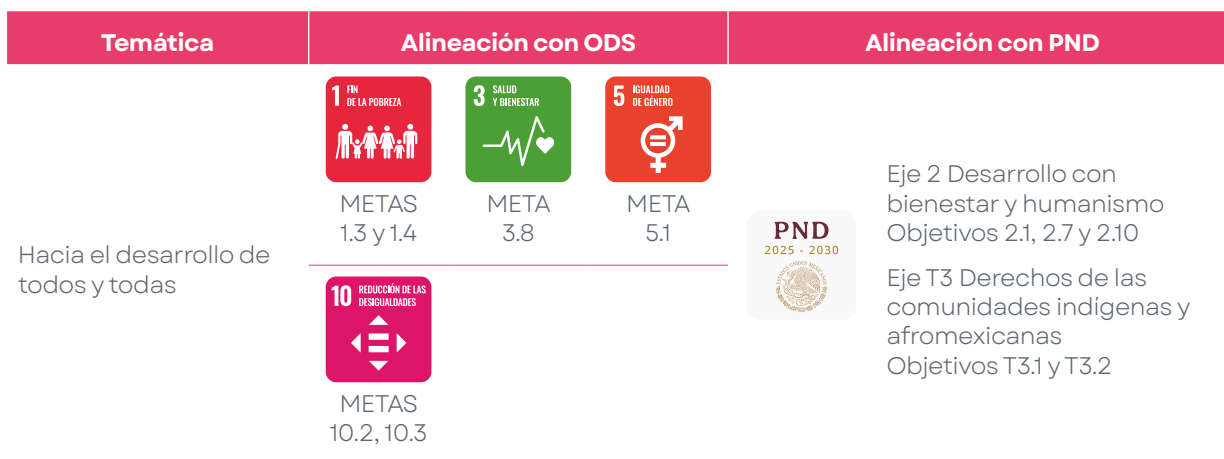 Temática
Alineación con ODS
Alineación con PND
Hacia el desarrollo de
todos y todas
1 FIN
DE LA POBREZA
METAS
1.3 y 1.4
3 SALUD
Y BIENESTAR
META
3.8
5 IGUALDAD
DE GÉNERO
META
5.1
10 REDUCCIÓN DE LAS
DESIGUALDADES
METAS
10.2, 10.3
PND
2025 - 2030
ESTADOS UNIDOS MEXICANOS
Eje 2 Desarrollo con
bienestar y humanismo
Objetivos 2.1, 2.7 y 2.10
Eje T3 Derechos de las
comunidades indígenas y
afromexicanas
Objetivos T3.1 y T3.2